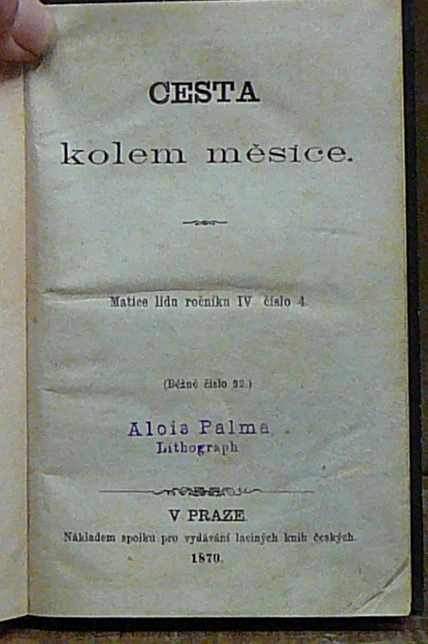 CESTA
kolem měsíce.
Matice lidu ročníku IV číslo 4.
(Běžné číslo 22.)
Alois Palma
Lithograph
V PRAZE.
Nákladem spolku pro vydávání laciných knih českých.
1870.